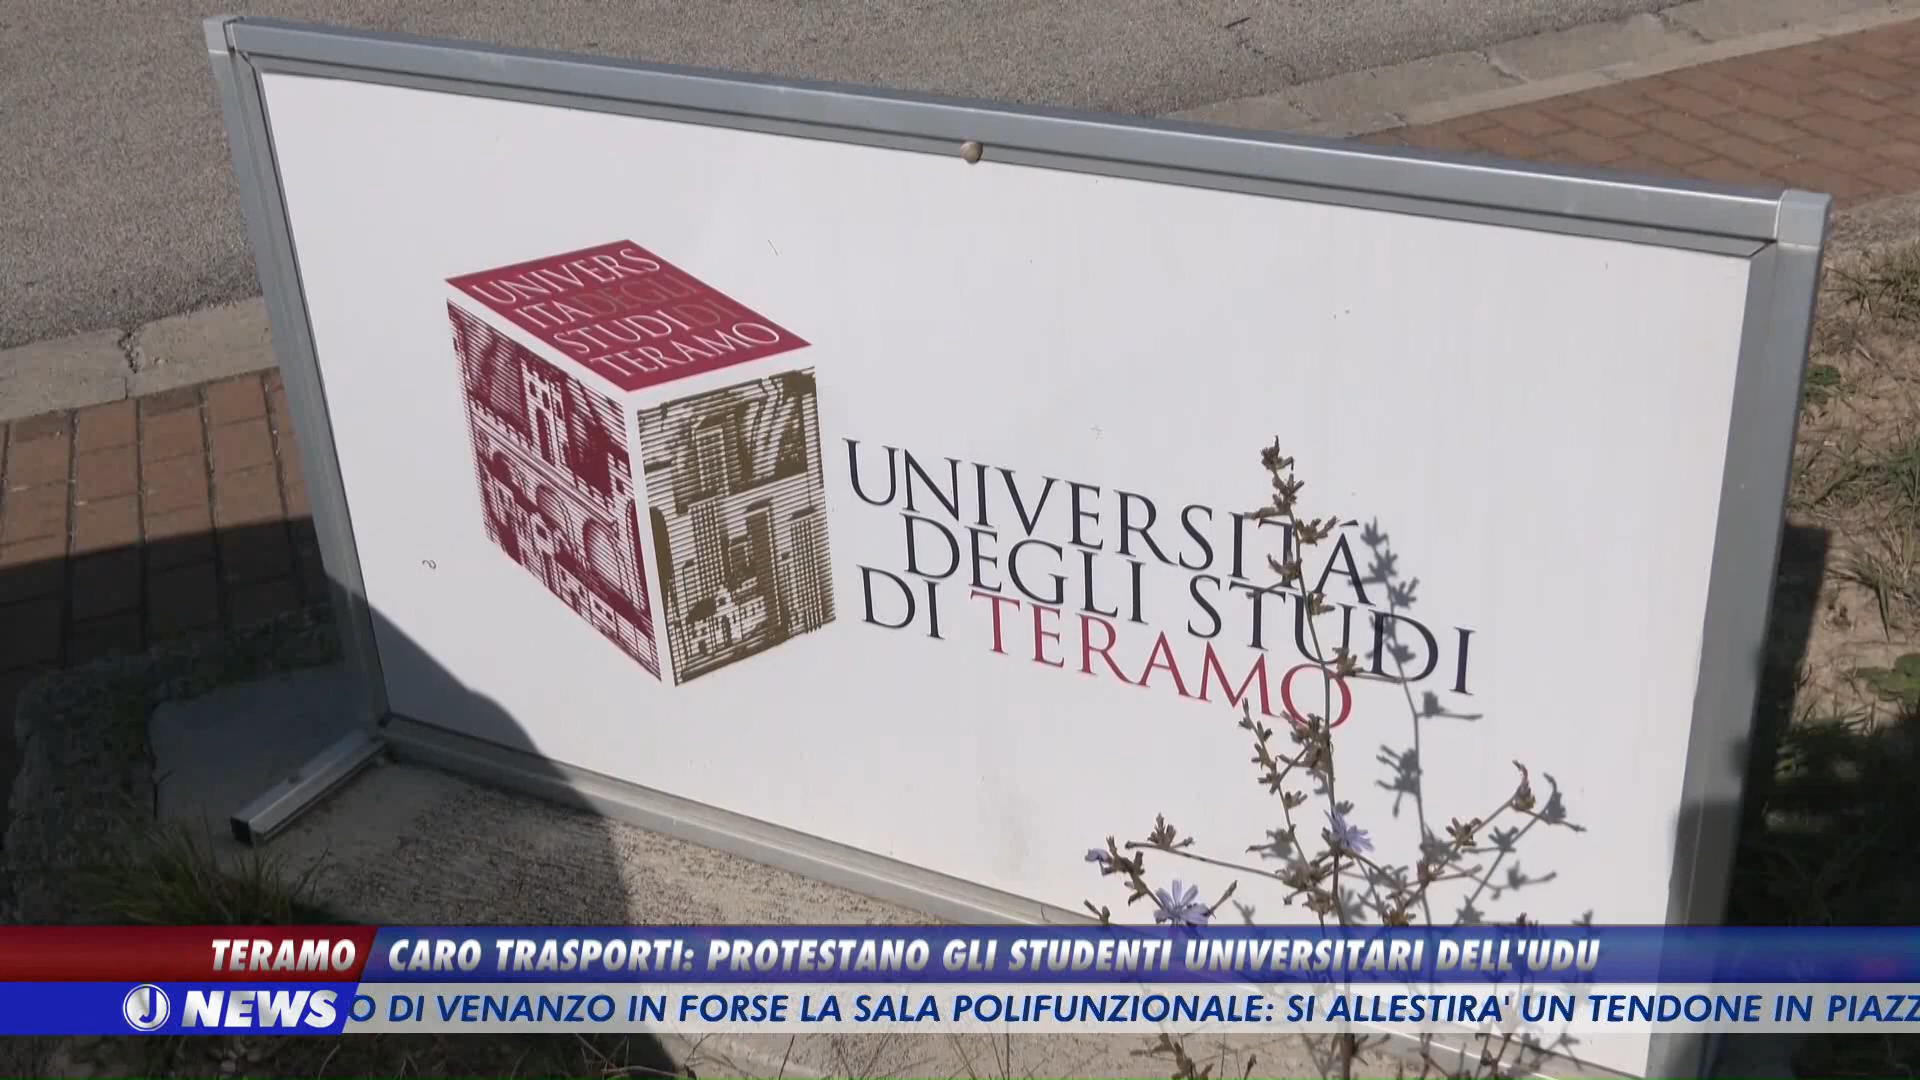 UNIVERS
ITADEGLI
STUDIDI
TERAMO
UNIVERSITÁ
DEGLI STUDI
DI TERAMO
TERAMO CARO TRASPORTI: PROTESTANO GLI STUDENTI UNIVERSITARI DELL'UDU
J NEWS O DI VENANZO IN FORSE LA SALA POLIFUNZIONALE: SI ALLESTIRA' UN TENDONE IN PIAZZ